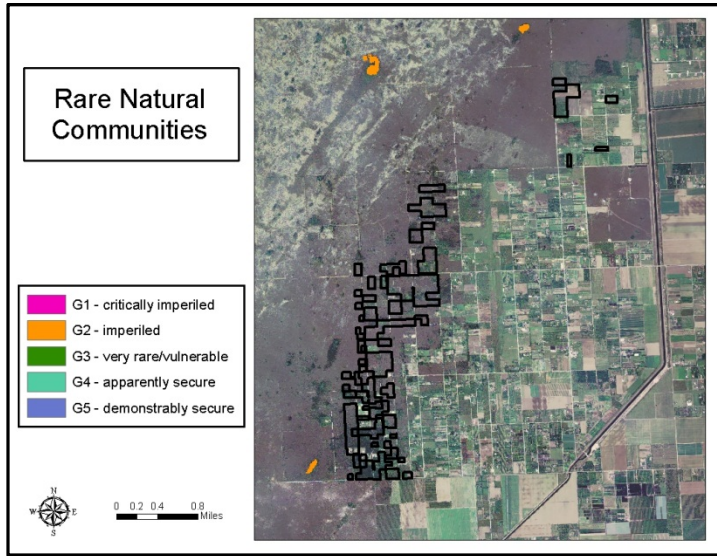 Rare Natural
Communities
G1 - critically imperiled
G2 - imperiled
G3 - very rare/vulnerable
G4 - apparently secure
G5 - demonstrably secure
N
W E
S
0 0.2 0.4 0.8
Miles